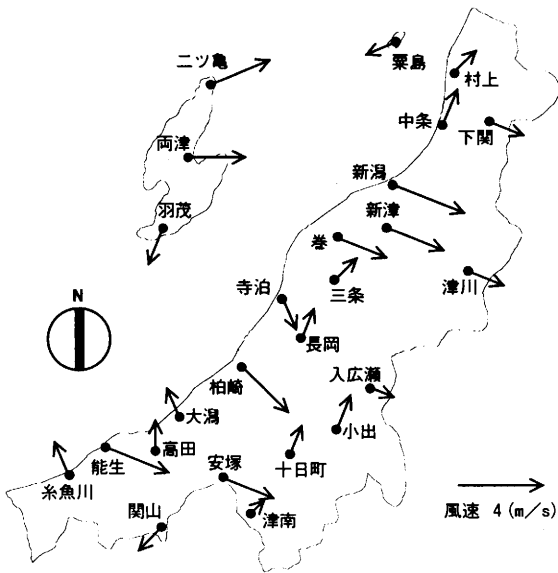 二ツ亀
粟島
村上
中条
下関
両津
新潟
羽茂
新津
巻
津川
三条
寺泊
N
長岡
入広瀬
柏崎
大潟
小出
高田
能生
安塚
十日町
糸魚川
関山
津南
風速 4 (m/s)